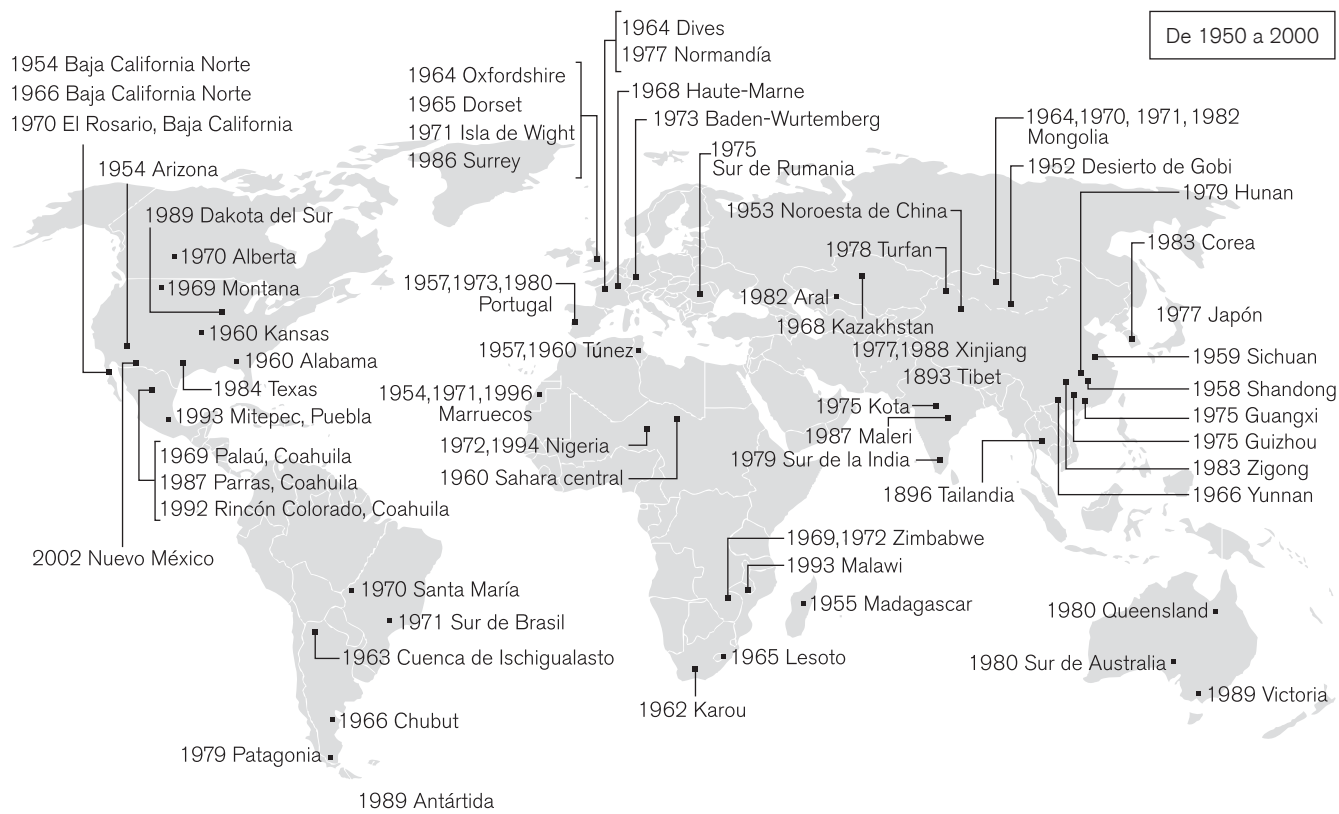 De 1950 a 2000
1954 Baja California Norte
1966 Baja California Norte
1970 El Rosario, Baja California
1954 Arizona
1989 Dakota del Sur
1970 Alberta
1969 Montana
1960 Kansas
1960 Alabama
1984 Texas
1993 Mitepec, Puebla
1969 Palaú, Coahuila
1987 Parras, Coahuila
1992 Rincón Colorado, Coahuila
2002 Nuevo México
1970 Santa María
1971 Sur de Brasil
1963 Cuenca de Ischigualasto
1966 Chubut
1979 Patagonia
1989 Antártida
1964 Oxfordshire
1965 Dorset
1971 Isla de Wight
1986 Surrey
1964 Dives
1977 Normandía
1968 Haute-Marne
1973 Baden-Wurtemberg
1975
Sur de Rumania
1957,1973,1980
Portugal
1957,1960 Túnez
1954,1971,1996
Marruecos
1972,1994 Nigeria
1960 Sahara central
1969,1972 Zimbabwe
1993 Malawi
1955 Madagascar
1965 Lesoto
1962 Karou
1964,1970, 1971, 1982
Mongolia
1952 Desierto de Gobi
1979 Hunan
1953 Noroesta de China
1978 Turfan
1983 Corea
1982 Aral
1968 Kazakhstan
1977 Japón
1977,1988 Xinjiang
1893 Tibet
1975 Kota
1987 Maleri
1979 Sur de la India
1896 Tailandia
1959 Sichuan
1958 Shandong
1975 Guangxi
1975 Guizhou
1983 Zigong
1966 Yunnan
1980 Queensland
1980 Sur de Australia
1989 Victoria